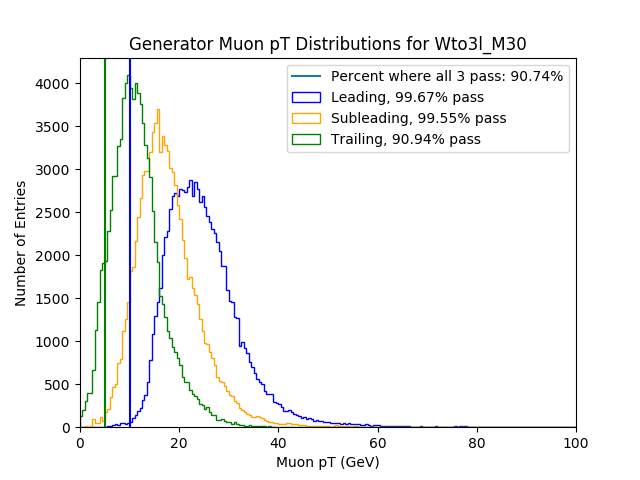 Generator Muon pT Distributions for Wto3l_M30
Percent where all 3 pass: 90.74%
Leading, 99.67% pass
Subleading, 99.55% pass
Trailing, 90.94% pass
Number of Entries
4000
3500
3000
2500
2000
1500
1000
500
0
0 20 40 60 80 100
Muon pT (GeV)